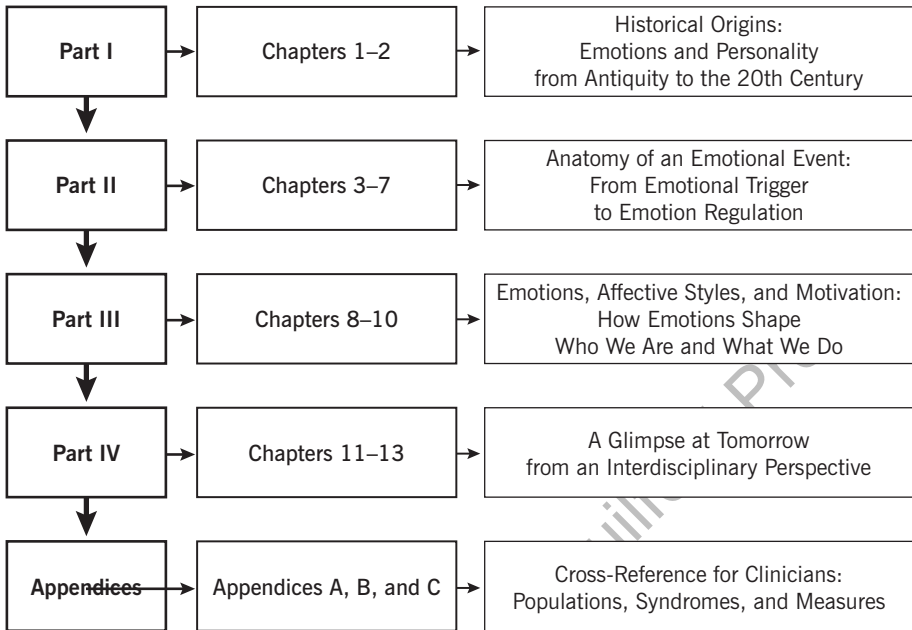 Part I
Chapters 1–2
Historical Origins:
Emotions and Personality
from Antiquity to the 20th Century
Part II
Chapters 3–7
Anatomy of an Emotional Event:
From Emotional Trigger
to Emotion Regulation
Part III
Chapters 8–10
Emotions, Affective Styles, and Motivation:
How Emotions Shape
Who We Are and What We Do
Part IV
Chapters 11–13
A Glimpse at Tomorrow
from an Interdisciplinary Perspective
Appendices
Appendices A, B, and C
Cross-Reference for Clinicians:
Populations, Syndromes, and Measures